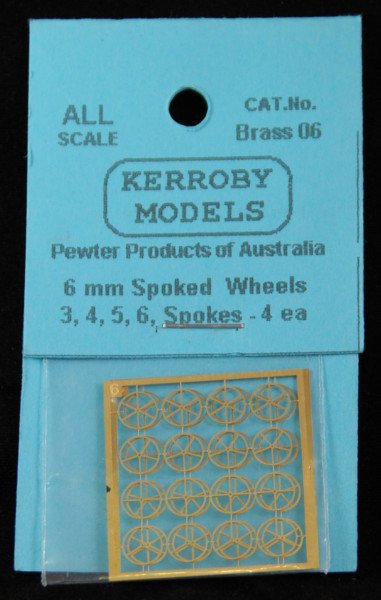 ALL
SCALE
CAT.No.
Brass 06
KERROBY
MODELS
Pewter Products of Australia
6 mm Spoked Wheels
3, 4, 5, 6, Spokes - 4 ea
6